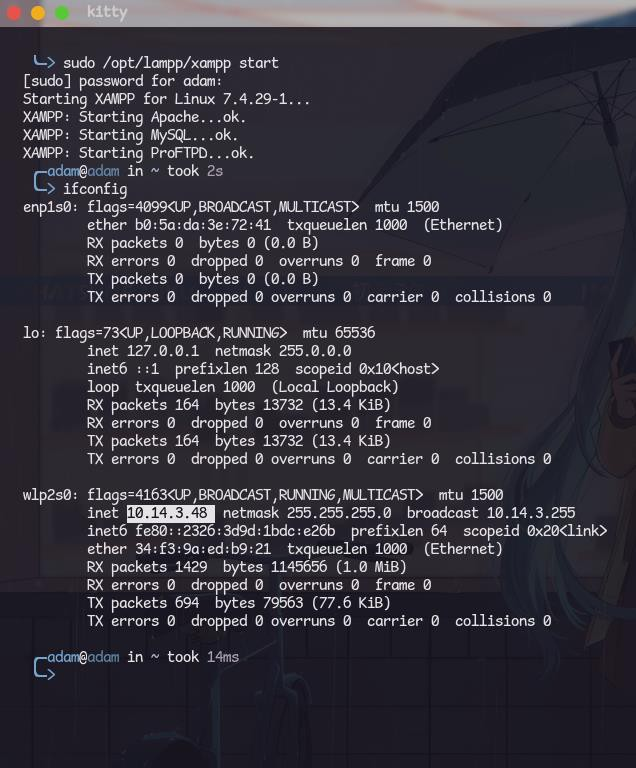 kitty
sudo /opt/lampp/xampp start
[sudo] password for adam:
Starting XAMPP for Linux 7.4.29-1...
XAMPP: Starting Apache...ok.
XAMPP: Starting MySQL...ok.
XAMPP: Starting ProFTPD...ok.
adam@adam in ~ took 2s
> ifconfig
enp1s0: flags=4099<UP,BROADCAST,MULTICAST>  mtu 1500
ether b0:5a:da:3e:72:41  txqueuelen 1000  (Ethernet)
RX packets 0  bytes 0 (0.0 B)
RX errors 0  dropped 0  overruns 0  frame 0
TX packets 0  bytes 0 (0.0 B)
TX errors 0  dropped 0 overruns 0  carrier 0  collisions 0
lo: flags=73<UP,LOOPBACK,RUNNING>  mtu 65536
inet 127.0.0.1  netmask 255.0.0.0
inet6 ::1  prefixlen 128  scopeid 0x10<host>
loop  txqueuelen 1000  (Local Loopback)
RX packets 164  bytes 13732 (13.4 KiB)
RX errors 0  dropped 0  overruns 0  frame 0
TX packets 164  bytes 13732 (13.4 KiB)
TX errors 0  dropped 0 overruns 0  carrier 0  collisions 0
wlp2s0: flags=4163<UP,BROADCAST,RUNNING,MULTICAST>  mtu 1500
inet 10.14.3.48  netmask 255.255.255.0  broadcast 10.14.3.255
inet6 fe80::2326:3d9d:1bdc:e26b  prefixlen 64  scopeid 0x20<link>
ether 34:f3:9a:ed:b9:21  txqueuelen 1000  (Ethernet)
RX packets 1429  bytes 1145656 (1.0 MiB)
RX errors 0  dropped 0  overruns 0  frame 0
TX packets 694  bytes 79563 (77.6 KiB)
TX errors 0  dropped 0 overruns 0  carrier 0  collisions 0
adam@adam in ~ took 14ms
>